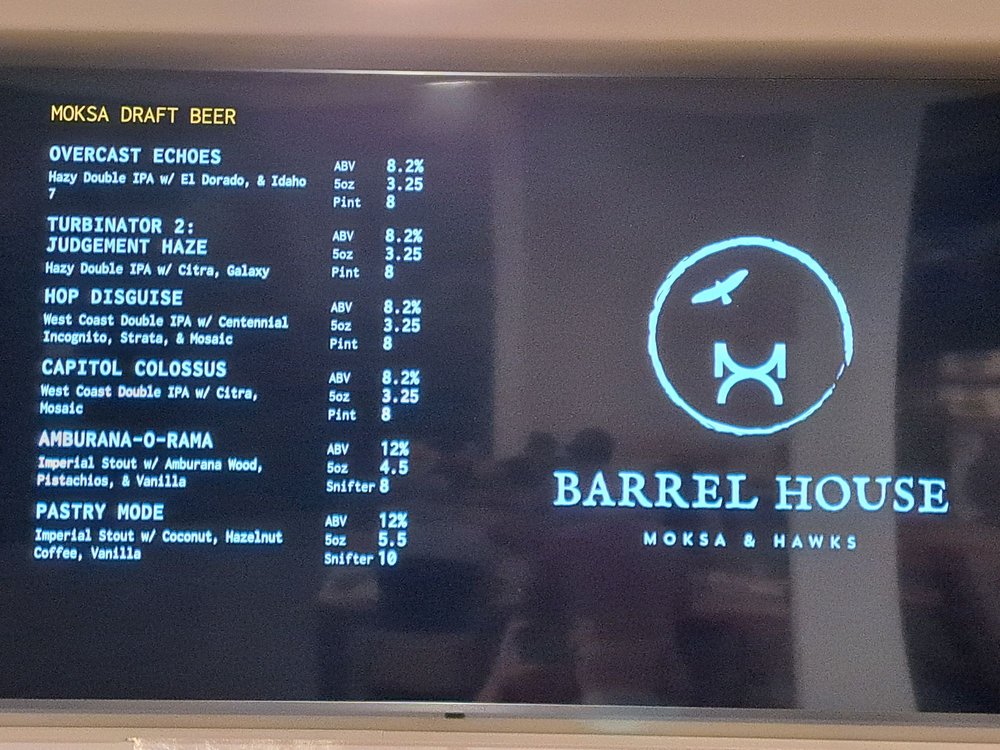 MOKSA DRAFT BEER
OVERCAST ECHOES
Hazy Double IPA w/ El Dorado, & Idaho
7
ABV 8.2%
5oz 3.25
Pint 8
TURBINATOR 2:
JUDGEMENT HAZE
Hazy Double IPA w/ Citra, Galaxy
ABV 8.2%
5oz 3.25
Pint 8
HOP DISGUISE
West Coast Double IPA w/ Centennial
Incognito, Strata, & Mosaic
ABV 8.2%
5oz 3.25
Pint 8
CAPITOL COLOSSUS
West Coast Double IPA w/ Citra,
Mosaic
ABV 8.2%
5oz 3.25
Pint 8
AMBURANA-O-RAMA
Imperial Stout w/ Amburana Wood,
Pistachios, & Vanilla
ABV 12%
5oz 4.5
Snifter 8
PASTRY MODE
Imperial Stout w/ Coconut, Hazelnut
Coffee, Vanilla
ABV 12%
5oz 5.5
Snifter 10
BARREL HOUSE
MOKSA & HAWKS